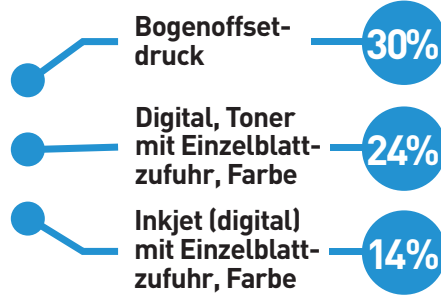 Bogenoffset-
druck
30%
Digital, Toner
mit Einzelblatt-
zufuhr, Farbe
24%
Inkjet (digital)
mit Einzelblatt-
zufuhr, Farbe
14%